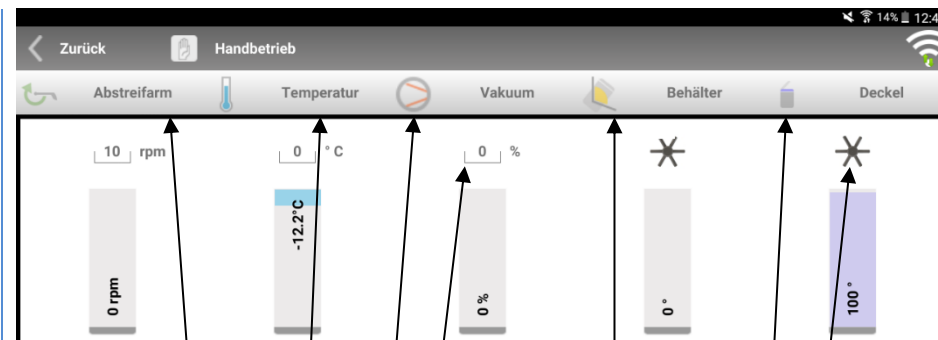 14% 12:4
Zurück Handbetrieb
Abstreifarm Temperatur Vakuum Behälter Deckel
10 rpm 0 °C 0 %
0 rpm -12.2°C 0 % 0° 100°